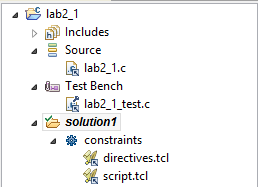 lab2_1
Includes
Source
lab2_1.c
Test Bench
lab2_1_test.c
solution1
constraints
directives.tcl
script.tcl